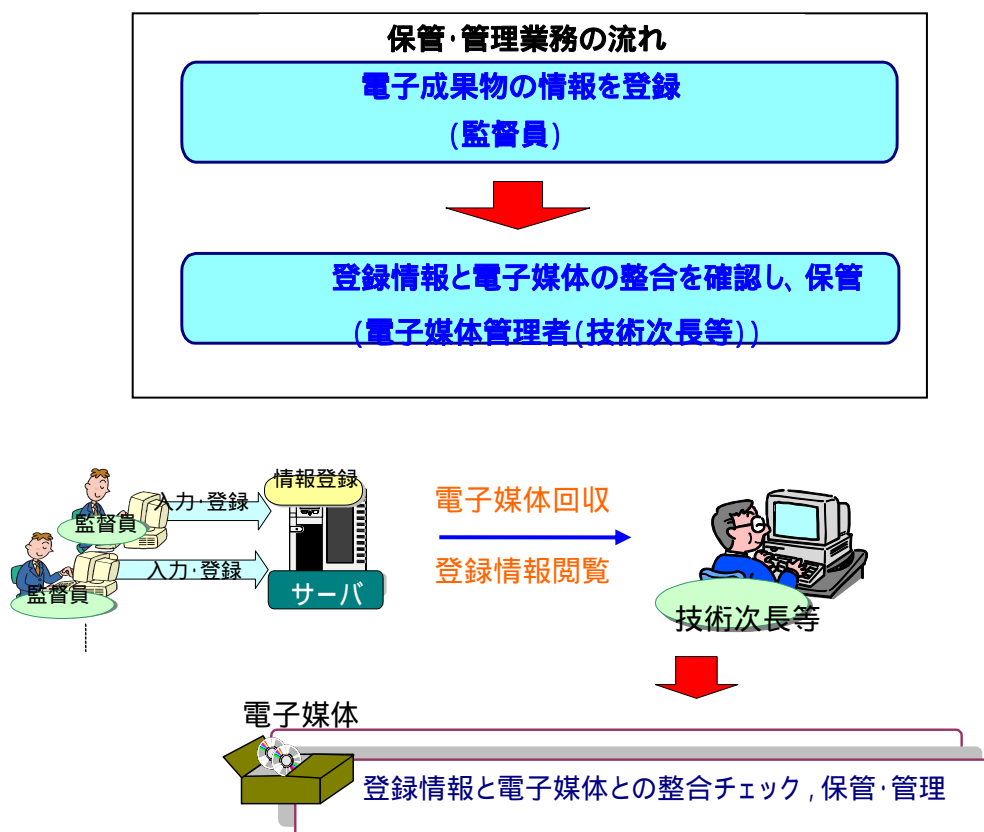 保管･管理業務の流れ
電子成果物の情報を登録
(監督員)
登録情報と電子媒体の整合を確認し、保管
(電子媒体管理者(技術次長等))
情報登録
入力･登録
監督員
入力･登録
監督員
サーバ
電子媒体回収
登録情報閲覧
技術次長等
電子媒体
登録情報と電子媒体との整合チェック,保管･管理